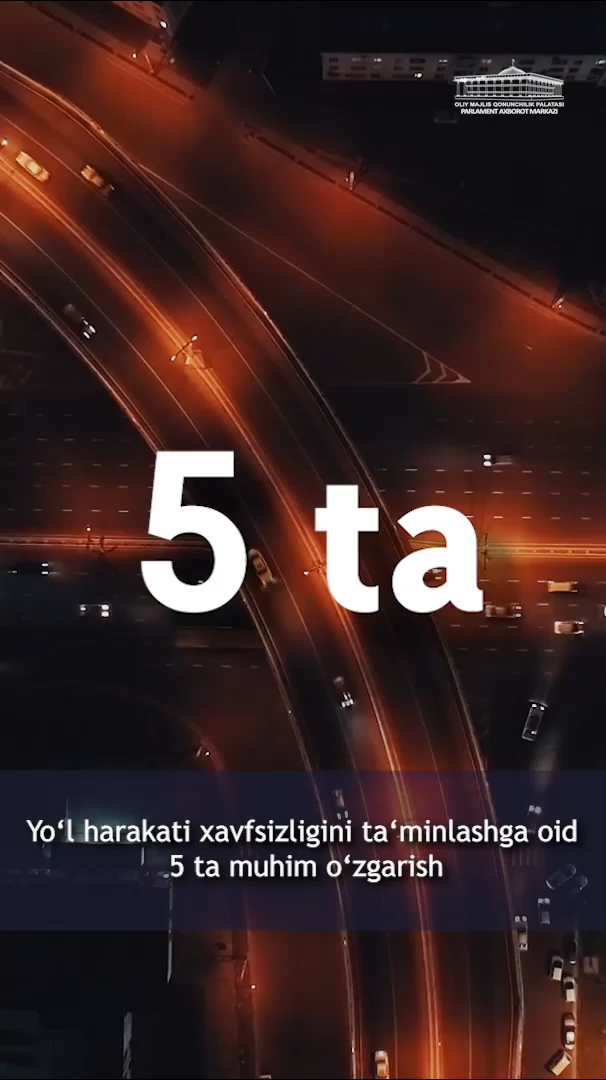 OLIY MAJLIS QONUNCHILIK PALATASI
PARLAMENT AXBOROT MARKAZI
5 ta
Yo‘l harakati xavfsizligini ta‘minlashga oid
5 ta muhim o‘zgarish